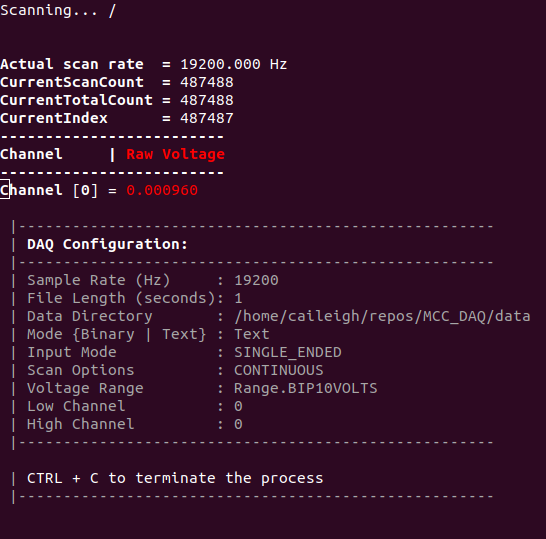 Scanning... /
Actual scan rate  = 19200.000 Hz
CurrentScanCount  = 487488
CurrentTotalCount = 487488
CurrentIndex      = 487487
-------------------------
Channel     | Raw Voltage
-------------------------
Channel [0] = 0.000960
|-----------------------------------------------------
| DAQ Configuration:
|-----------------------------------------------------
| Sample Rate (Hz)     : 19200
| File Length (seconds): 1
| Data Directory       : /home/caileigh/repos/MCC_DAQ/data
| Mode {Binary | Text} : Text
| Input Mode           : SINGLE_ENDED
| Scan Options         : CONTINUOUS
| Voltage Range        : Range.BIP10VOLTS
| Low Channel          : 0
| High Channel         : 0
|-----------------------------------------------------
| CTRL + C to terminate the process
|-----------------------------------------------------